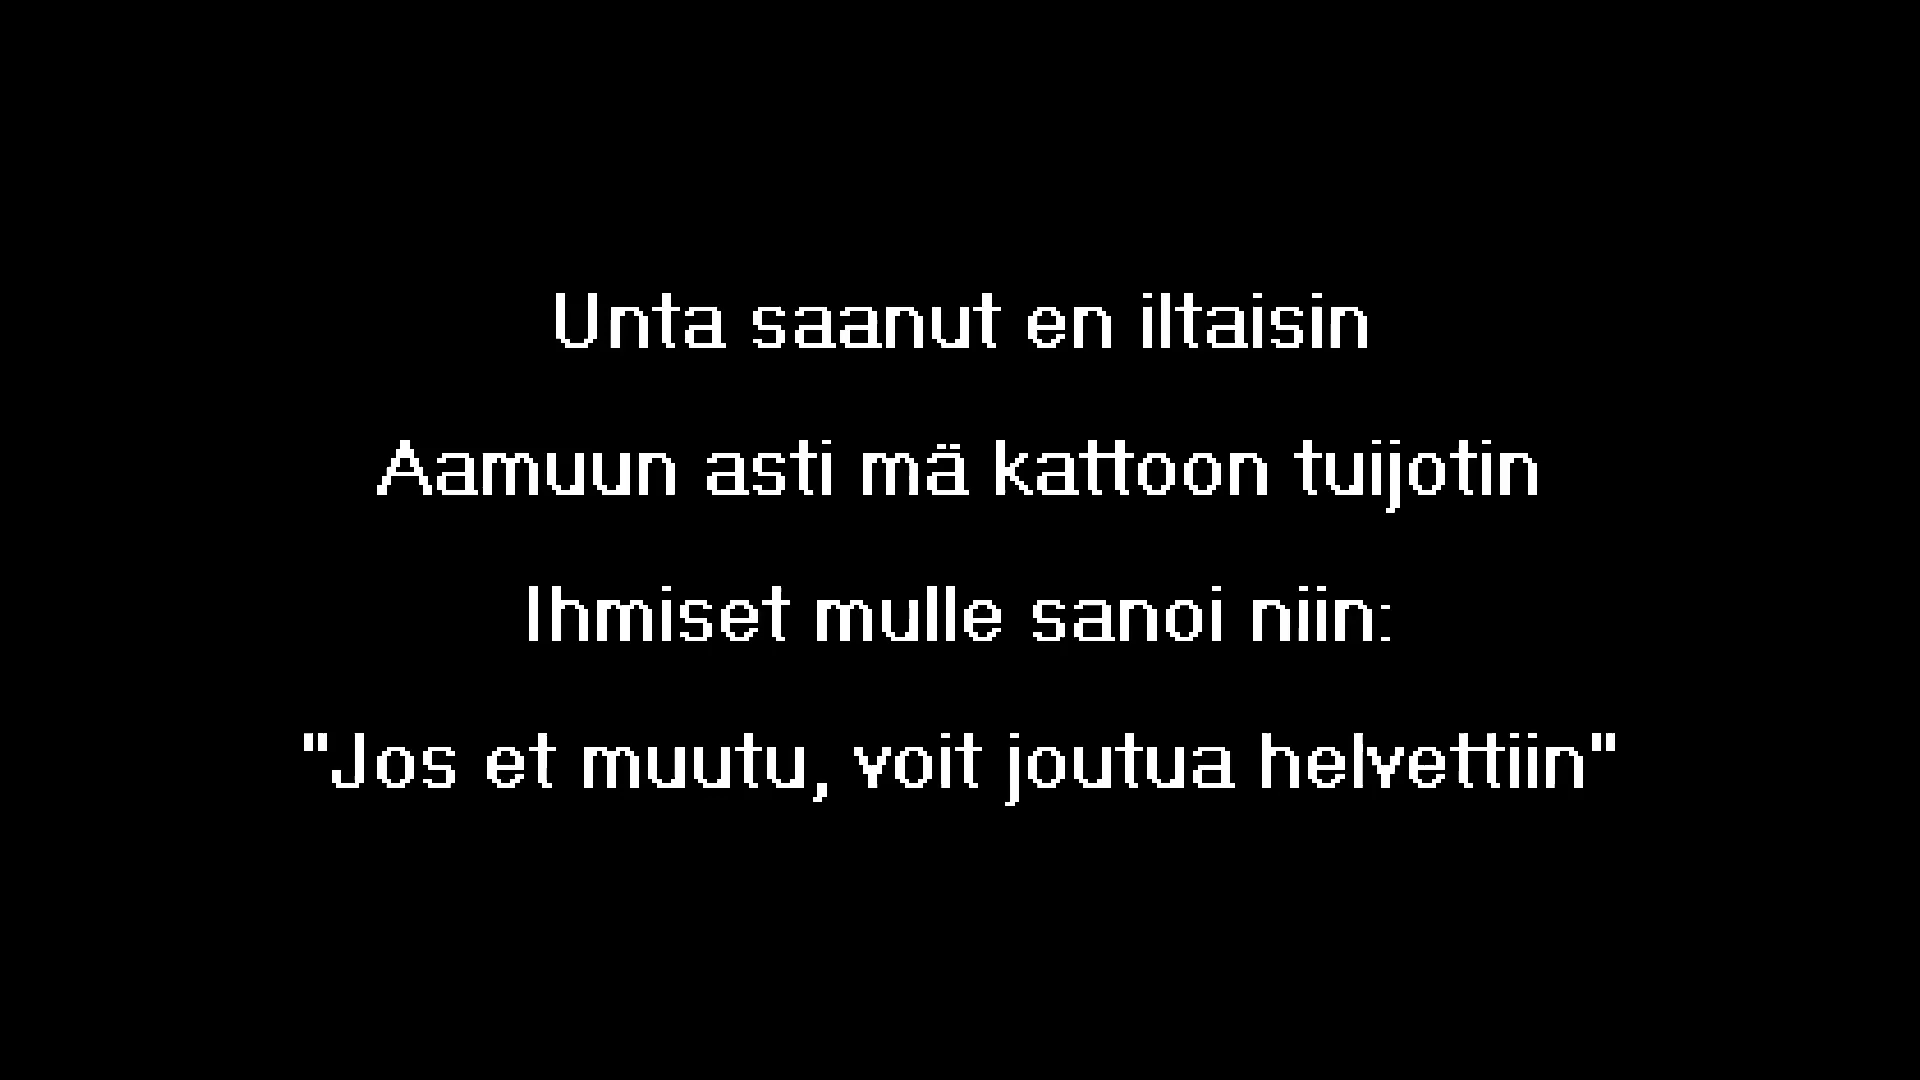 Unta saanut en iltaisin
Aamuun asti mä kattoon tuijotin
Ihmiset mulle sanoi niin:
"Jos et muutu, voit joutua helvettiin"